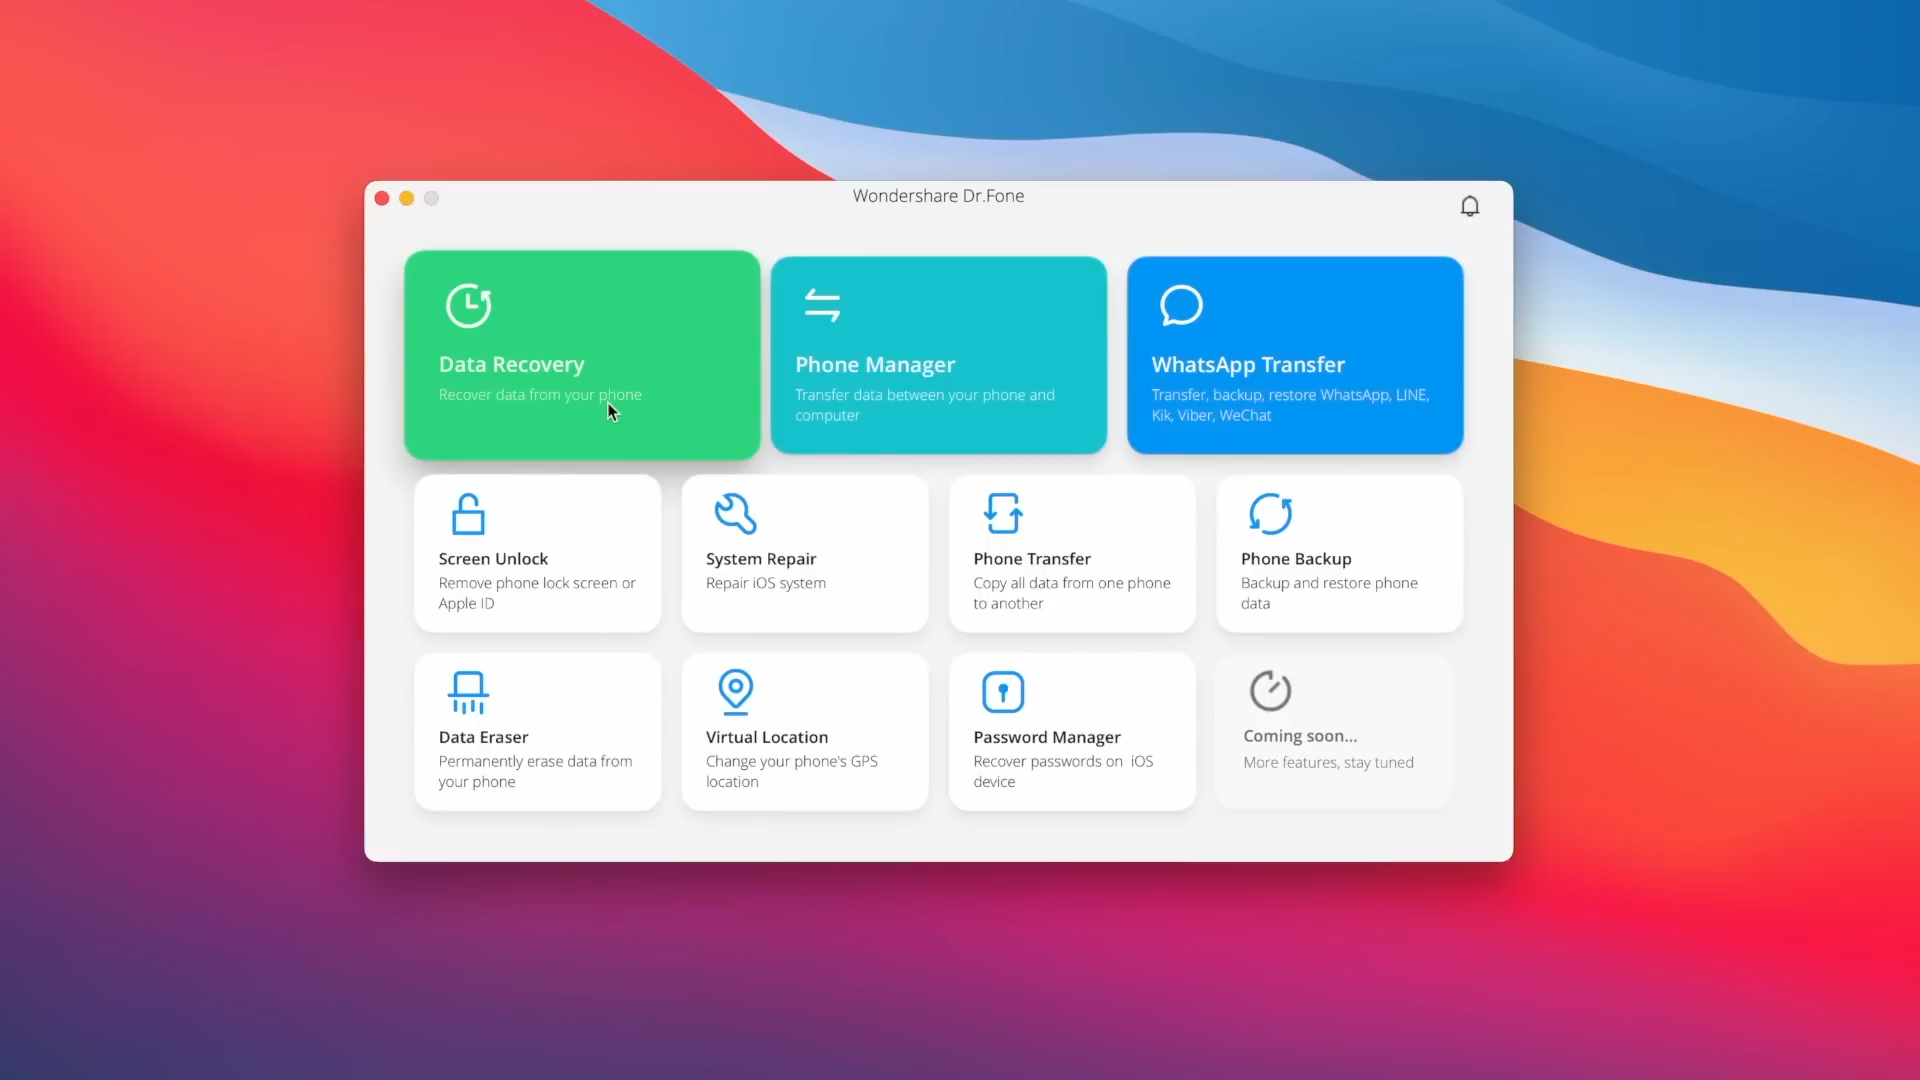 Wondershare Dr.Fone
Data Recovery
Recover data from your phone
Phone Manager
Transfer data between your phone and
computer
WhatsApp Transfer
Transfer, backup, restore WhatsApp, LINE,
Kik, Viber, WeChat
Screen Unlock
Remove phone lock screen or
Apple ID
System Repair
Repair iOS system
Phone Transfer
Copy all data from one phone
to another
Phone Backup
Backup and restore phone
data
Data Eraser
Permanently erase data from
your phone
Virtual Location
Change your phone's GPS
location
Password Manager
Recover passwords on iOS
device
Coming soon...
More features, stay tuned